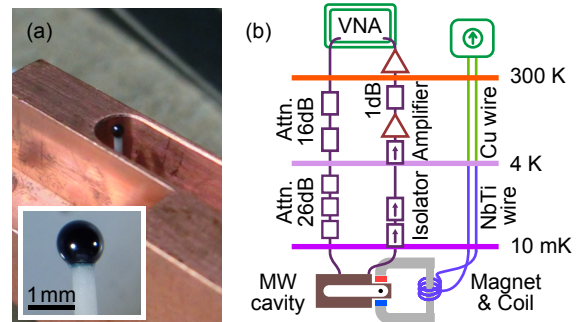 (a)
1 mm
(b)
VNA
300 K
Attn.
16dB
1dB
Amplifier
Cu wire
4 K
Attn.
26dB
Isolator
NbTi
wire
10 mK
MW
cavity
Magnet
& Coil